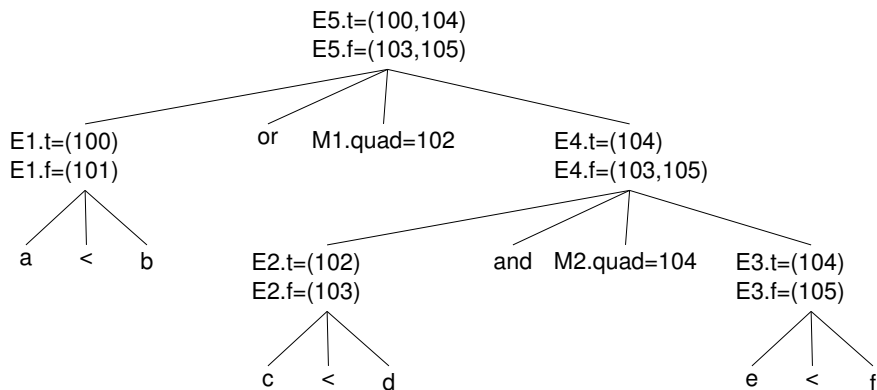 E5.t=(100,104)
E5.f=(103,105)
E1.t=(100)
E1.f=(101)
or
M1.quad=102
E4.t=(104)
E4.f=(103,105)
a
<
b
E2.t=(102)
E2.f=(103)
and
M2.quad=104
E3.t=(104)
E3.f=(105)
c
<
d
e
<
f